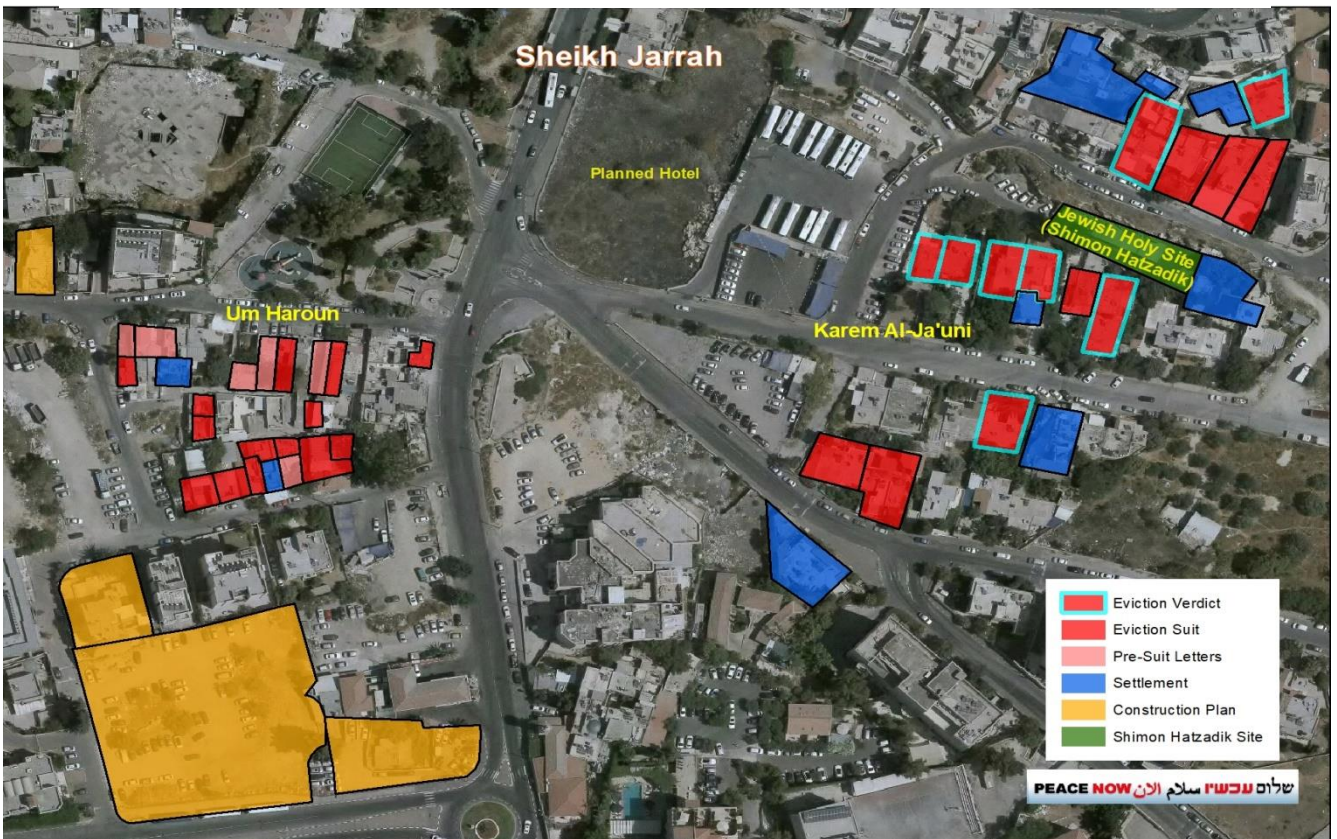 Sheikh Jarrah
Planned Hotel
Jewish Holy Site
(Shimon Hatzadik)
Um Haroun
Karem Al-Ja'uni
Eviction Verdict
Eviction Suit
Pre-Suit Letters
Settlement
Construction Plan
Shimon Hatzadik Site
PEACE NOW שלום עכשיו سلام الان